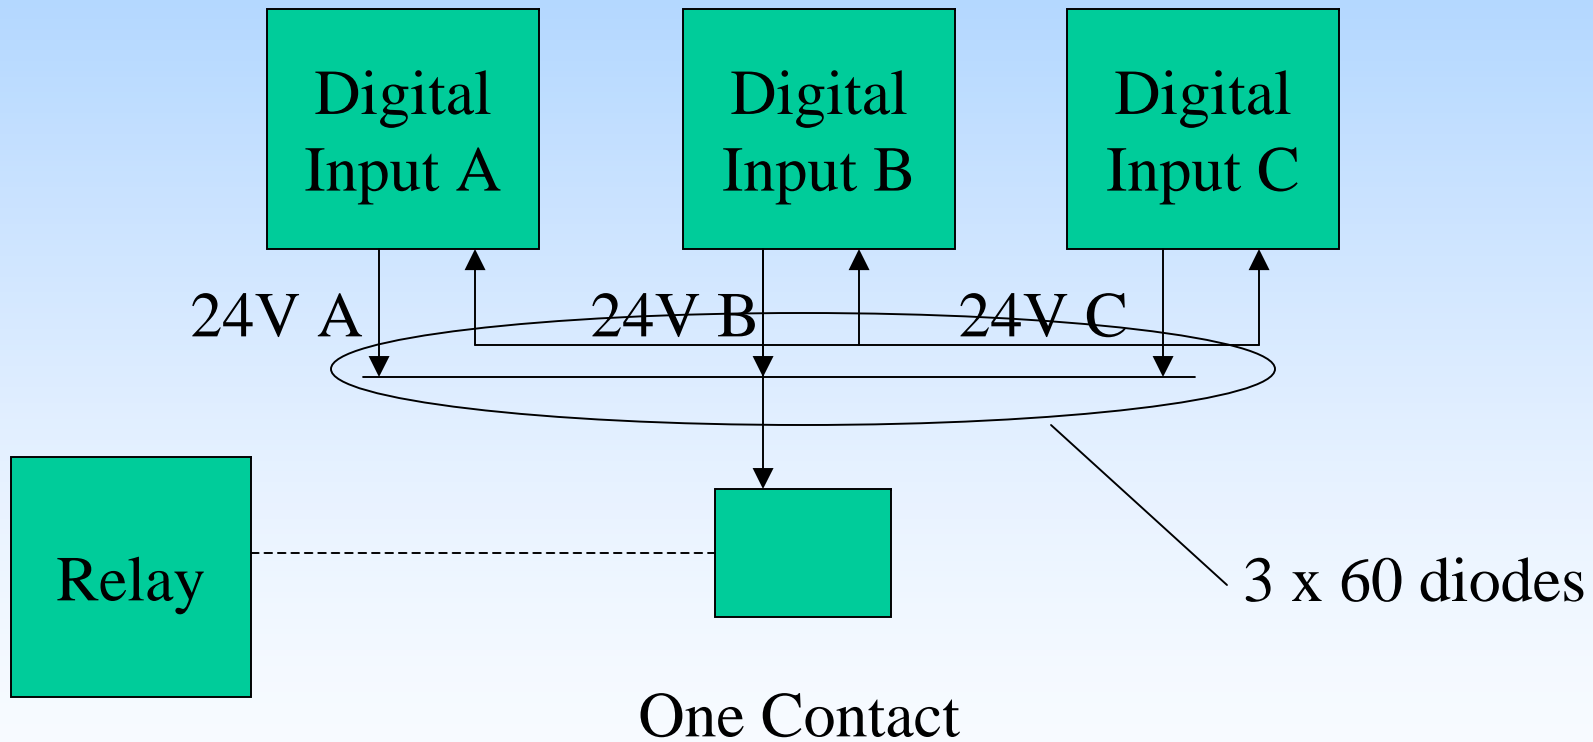 Digital
Input A
Digital
Input B
Digital
Input C
24V A
24V B
24V C
Relay
3 x 60 diodes
One Contact